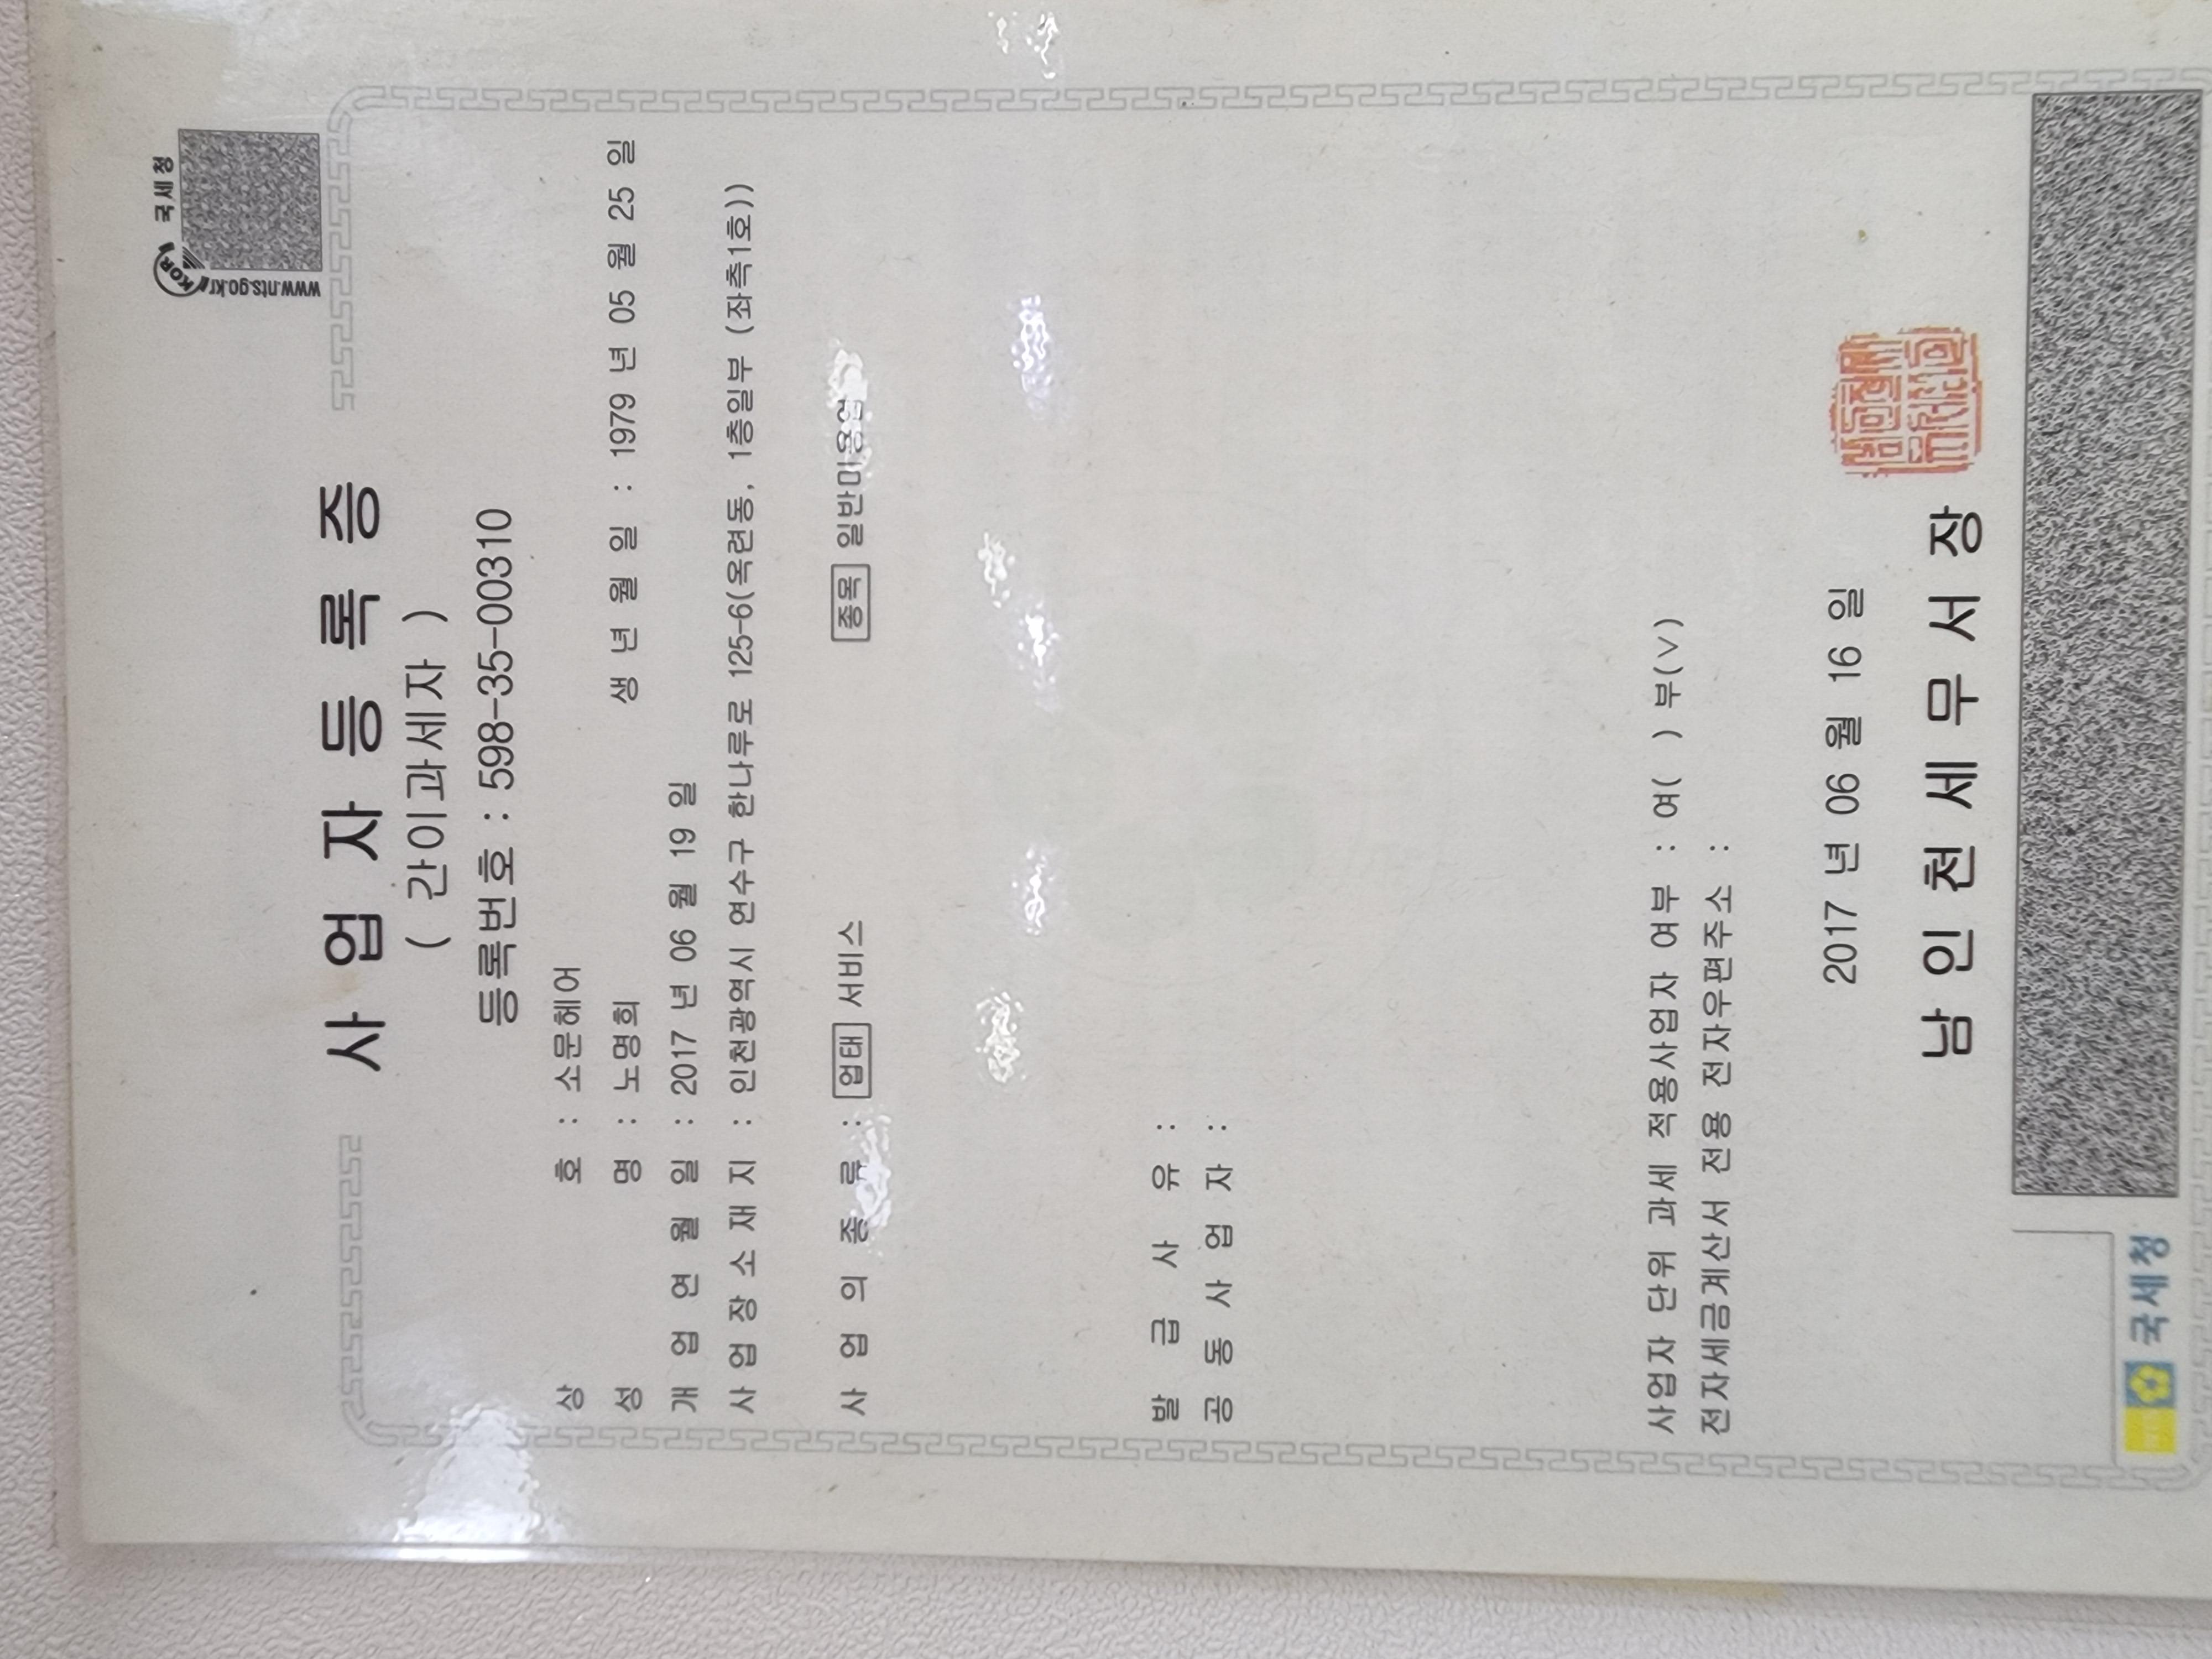 국세청
KOR
www.nts.go.kr
사업자등록증
( 간이과세자 )
등록번호 : 598-35-00310
상 호 : 소문헤어
성 명 : 노명희 생 년 월 일 : 1979 년 05 월 25 일
개 업 연 월 일 : 2017 년 06 월 19 일
사 업 장 소 재 지 : 인천광역시 연수구 한나루로 125-6(옥련동, 1층일부 (좌측1호))
사 업 의 종 류 : 업태 서비스 종목 일반미용업
발 급 사 유 :
공 동 사 업 자 :
사업자 단위 과세 적용사업자 여부 : 여( ) 부(∨)
전자세금계산서 전용 전자우편주소 :
2017 년 06 월 16 일
남 인 천 세 무 서 장
국세청